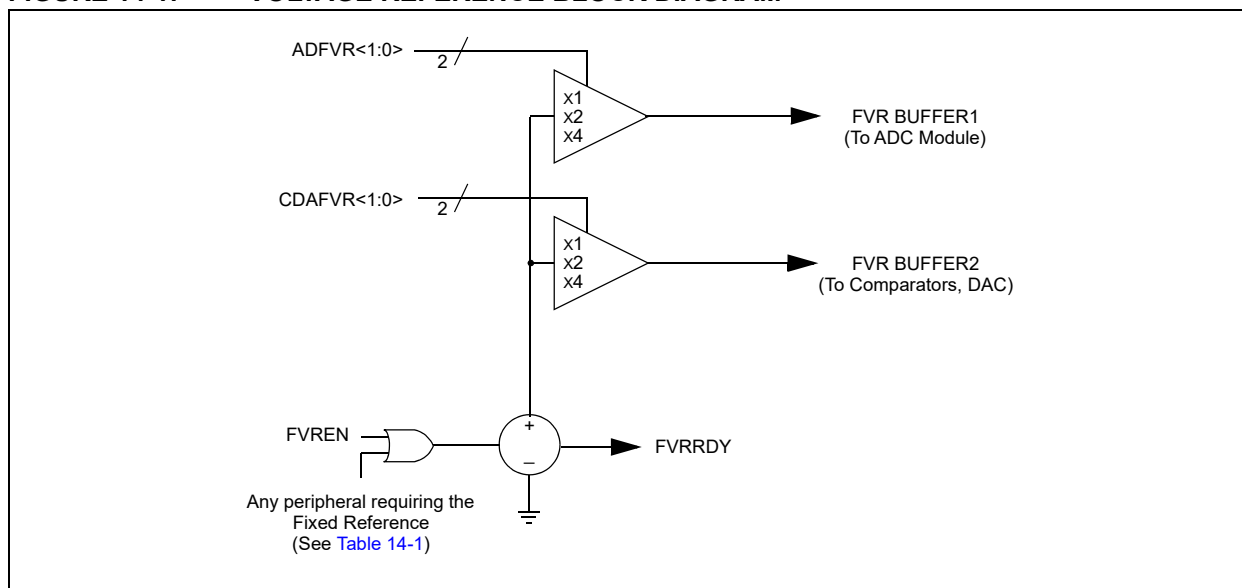 ADFVR<1:0>
2
X1
X2
X4
FVR BUFFER1
(To ADC Module)
CDAFVR<1:0>
2
X1
X2
X4
FVR BUFFER2
(To Comparators, DAC)
+
_
FVREN
FVRRDY
Any peripheral requiring the
Fixed Reference
(See Table 14-1)